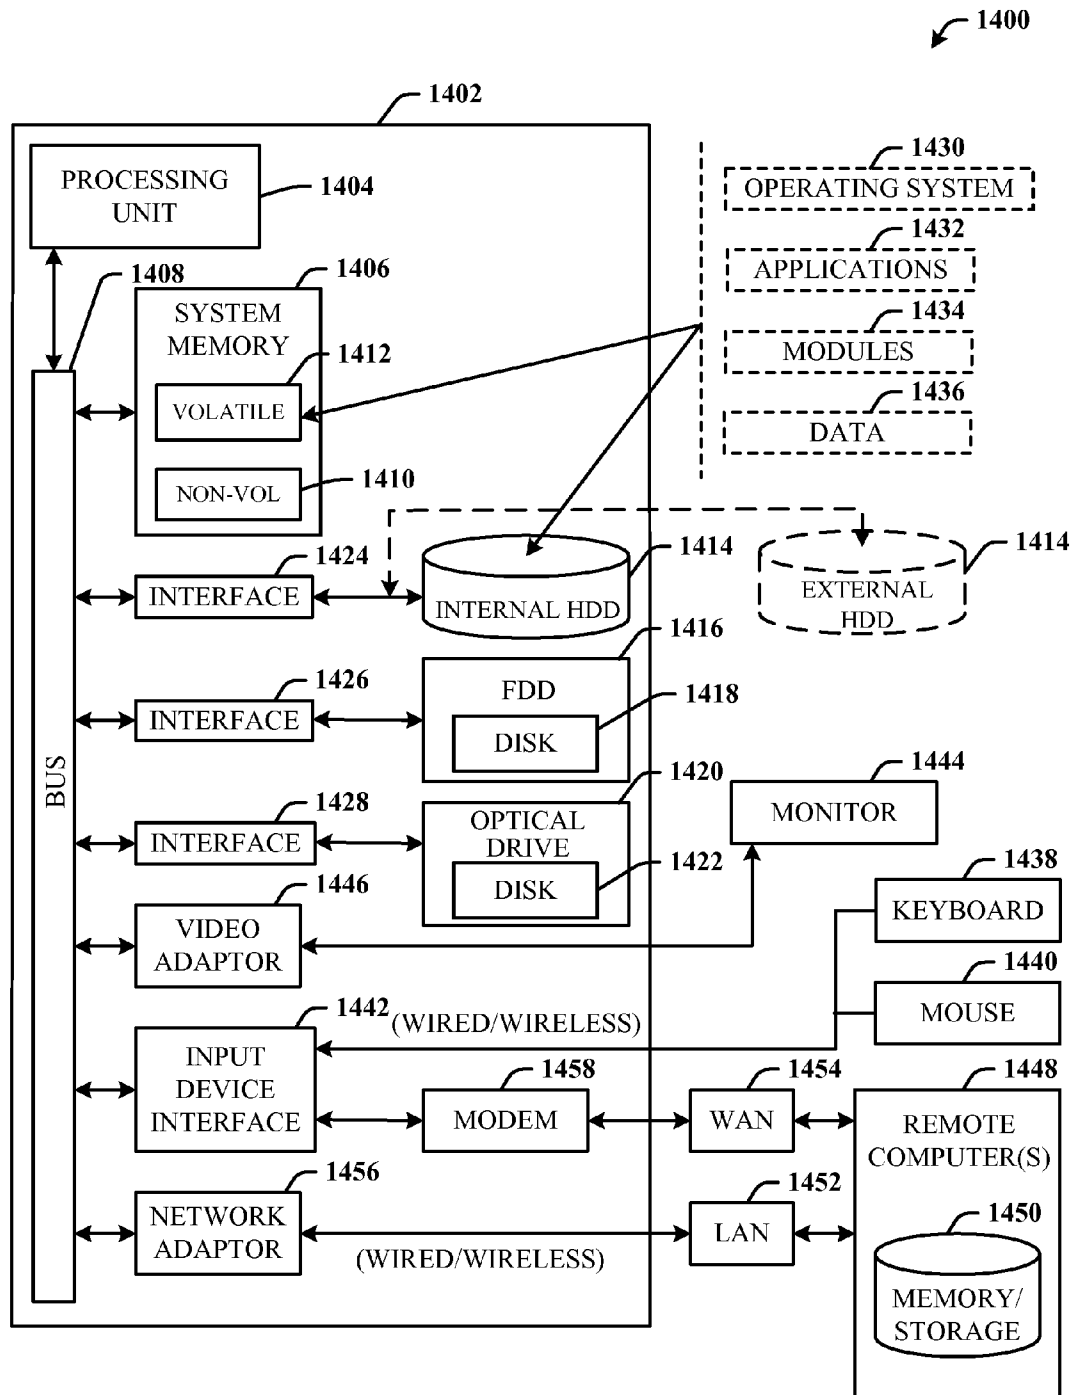 1400
1402
PROCESSING
UNIT
1404
1408
1406
SYSTEM
MEMORY
1412
VOLATILE
1410
NON-VOL
1430
OPERATING SYSTEM
1432
APPLICATIONS
1434
MODULES
1436
DATA
1424
INTERFACE
1414
INTERNAL HDD
1414
EXTERNAL
HDD
1416
FDD
1418
DISK
1426
INTERFACE
BUS
1420
OPTICAL
DRIVE
1422
DISK
1428
INTERFACE
1444
MONITOR
1446
VIDEO
ADAPTOR
1438
KEYBOARD
1440
MOUSE
1442
(WIRED/WIRELESS)
INPUT
DEVICE
INTERFACE
1458
MODEM
1454
WAN
1448
REMOTE
COMPUTER(S)
1456
NETWORK
ADAPTOR
(WIRED/WIRELESS)
1452
LAN
1450
MEMORY/
STORAGE